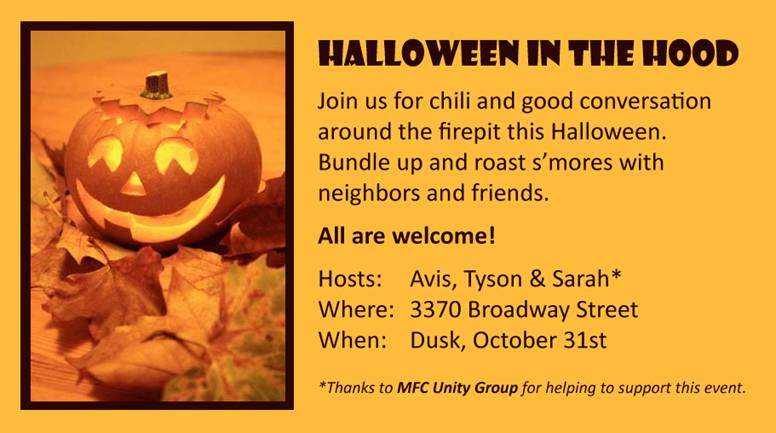 HALLOWEEN IN THE HOOD
Join us for chili and good conversation
around the firepit this Halloween.
Bundle up and roast s'mores with
neighbors and friends.
All are welcome!
Hosts: Avis, Tyson & Sarah*
Where: 3370 Broadway Street
When: Dusk, October 31st
*Thanks to MFC Unity Group for helping to support this event.